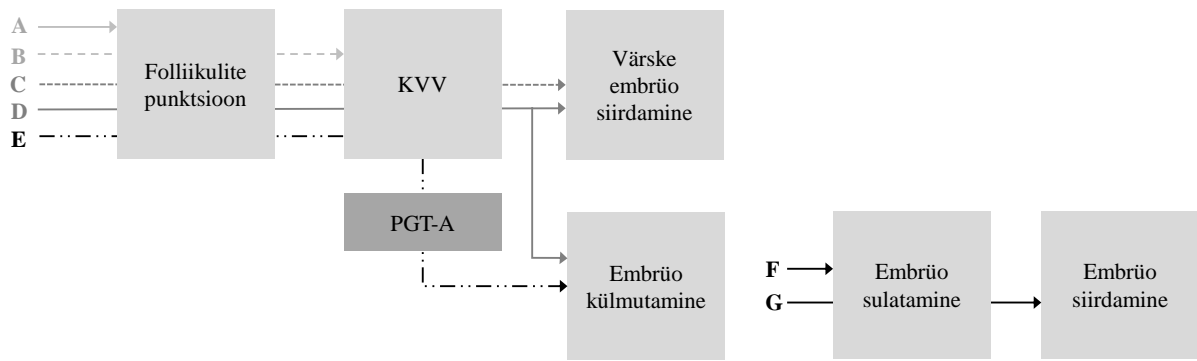 A
B
C
D
E
Folliikulite
punktsioon
KVV
Värske
embrüo
siirdamine
PGT-A
Embrüo
külmutamine
F
G
Embrüo
sulatamine
Embrüo
siirdamine